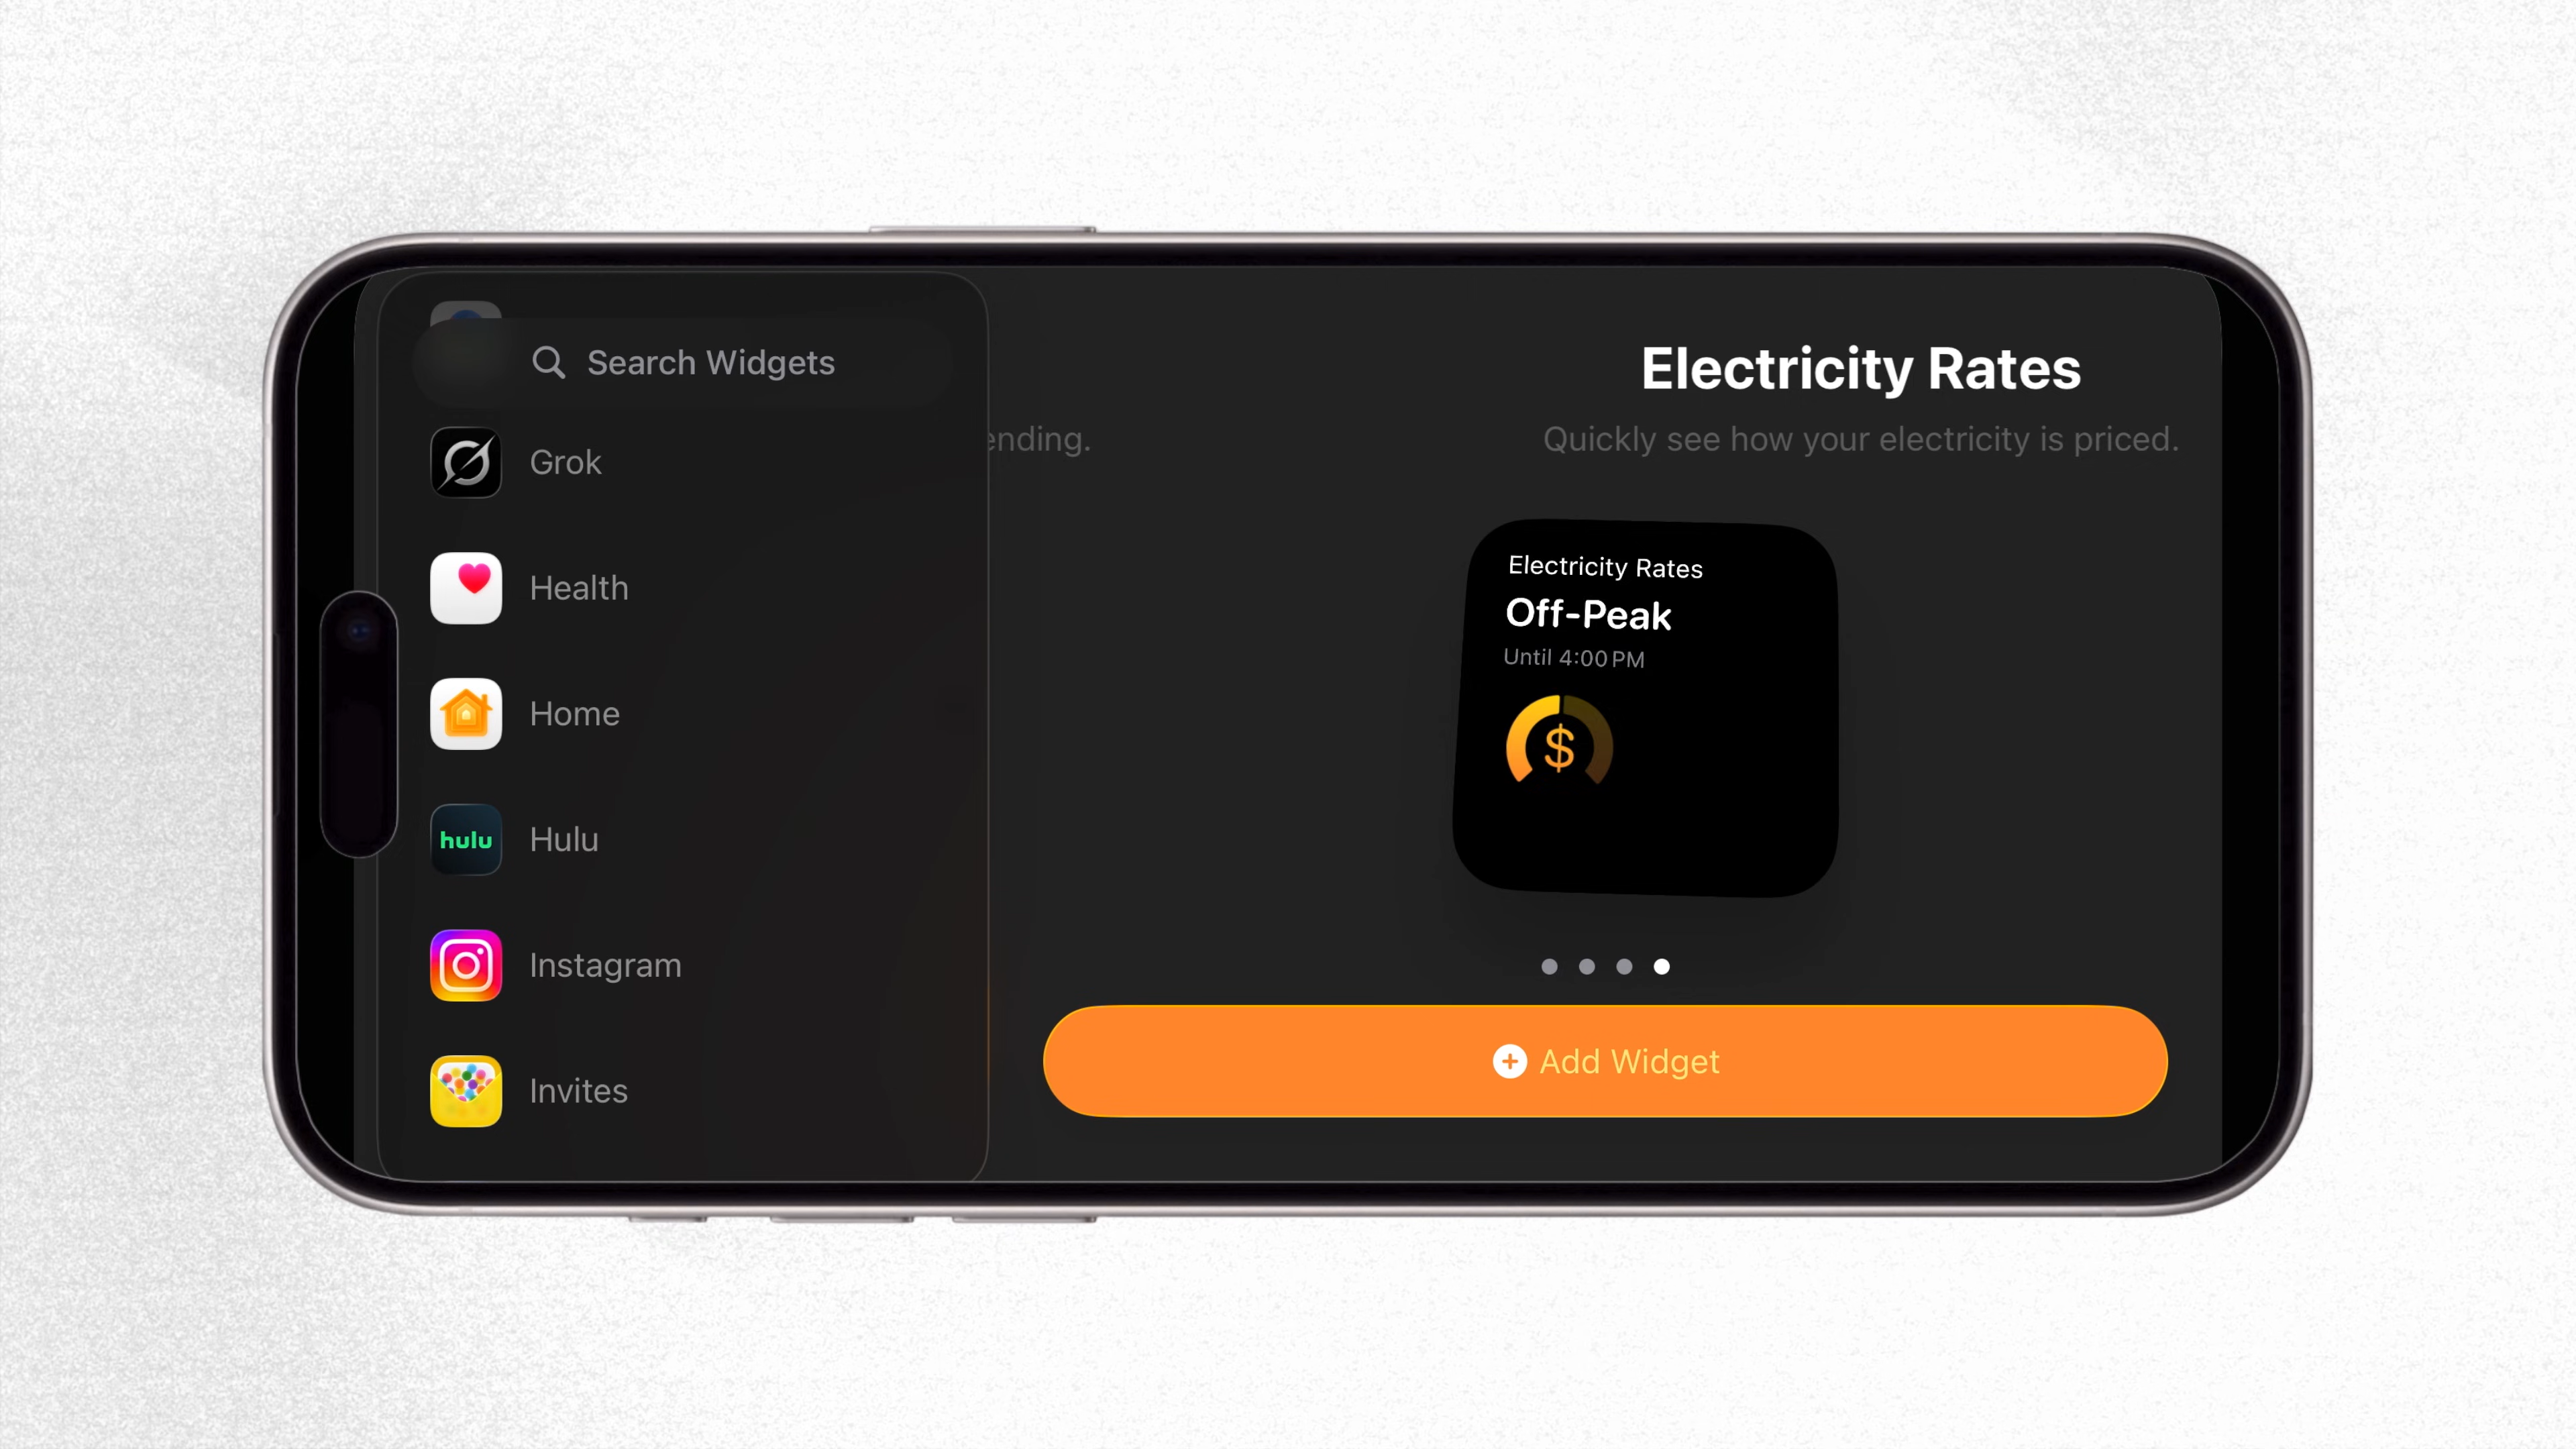 Search Widgets
Grok
Health
Home
hulu
Hulu
Instagram
Invites
ending.
Electricity Rates
Quickly see how your electricity is priced.
Electricity Rates
Off-Peak
Until 4:00 PM
$
Add Widget